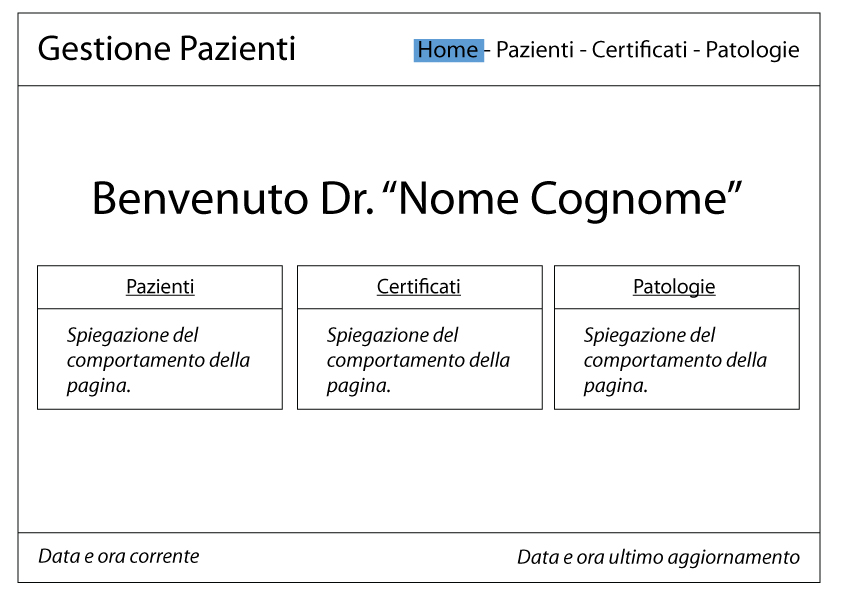 Gestione Pazienti
Home - Pazienti - Certificati - Patologie
Benvenuto Dr. “Nome Cognome”
Pazienti
Spiegazione del
comportamento della
pagina.
Certificati
Spiegazione del
comportamento della
pagina.
Patologie
Spiegazione del
comportamento della
pagina.
Data e ora corrente
Data e ora ultimo aggiornamento